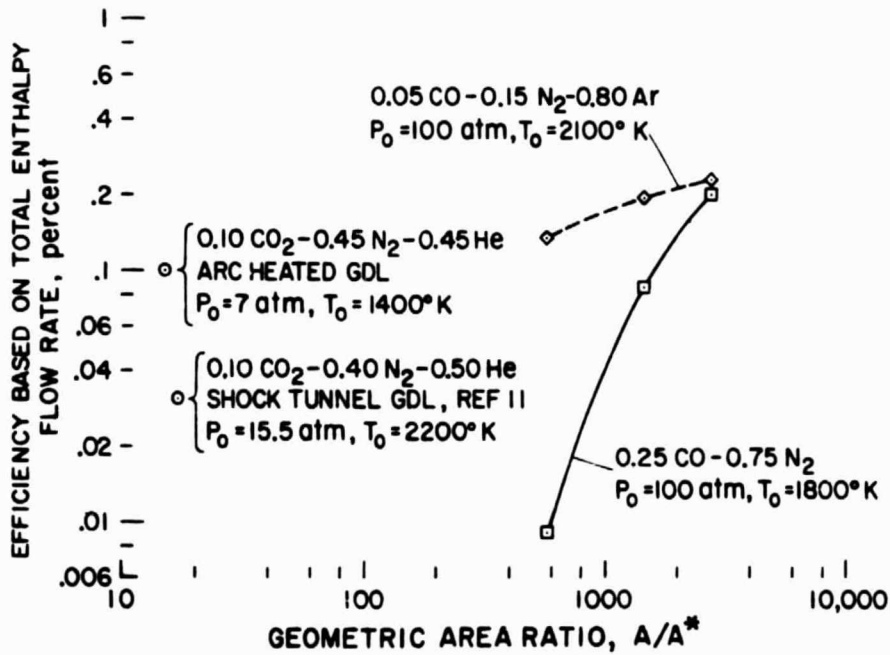 EFFICIENCY BASED ON TOTAL ENTHALPY
FLOW RATE, percent
1
.6
.4
.2
.1
.06
.04
.02
.01
.006
0.05 CO-0.15 N₂-0.80 Ar
P₀=100 atm, T₀=2100° K
0.10 CO₂-0.45 N₂-0.45 He
ARC HEATED GDL
P₀=7 atm, T₀=1400°K
0.10 CO₂-0.40 N₂-0.50 He
SHOCK TUNNEL GDL, REF 11
P₀=15.5 atm, T₀=2200°K
0.25 CO-0.75 N₂
P₀=100 atm, T₀=1800°K
10 100 1000 10,000
GEOMETRIC AREA RATIO, A/A*